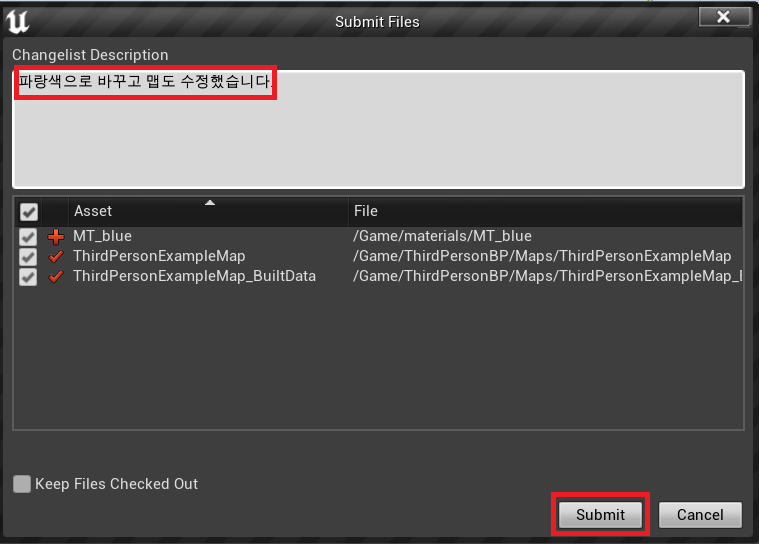 Submit Files
Changelist Description
파랑색으로 바꾸고 맵도 수정했습니다.
Asset File
MT_blue /Game/materials/MT_blue
ThirdPersonExampleMap /Game/ThirdPersonBP/Maps/ThirdPersonExampleMap
ThirdPersonExampleMap_BuiltData /Game/ThirdPersonBP/Maps/ThirdPersonExampleMap_
Keep Files Checked Out
Submit Cancel